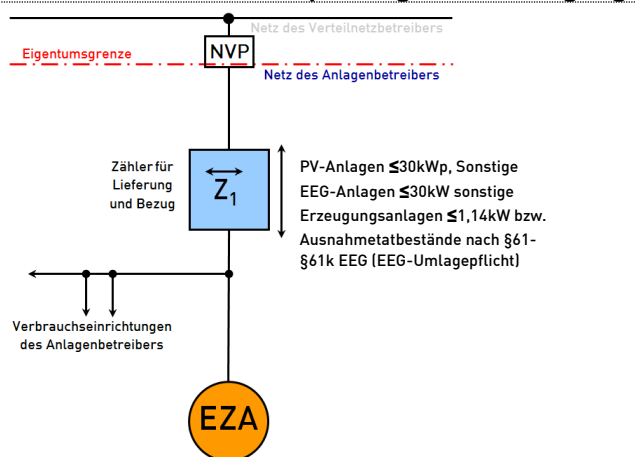 Netz des Verteilnetzbetreibers
NVP
Eigentumsgrenze
Netz des Anlagenbetreibers
Zähler für
Lieferung
und Bezug
Z1
PV-Anlagen ≤30kWp, Sonstige
EEG-Anlagen ≤30kW sonstige
Erzeugungsanlagen ≤1,14kW bzw.
Ausnahmetatbestände nach §61-
§61k EEG (EEG-Umlagepflicht)
Verbrauchseinrichtungen
des Anlagenbetreibers
EZA